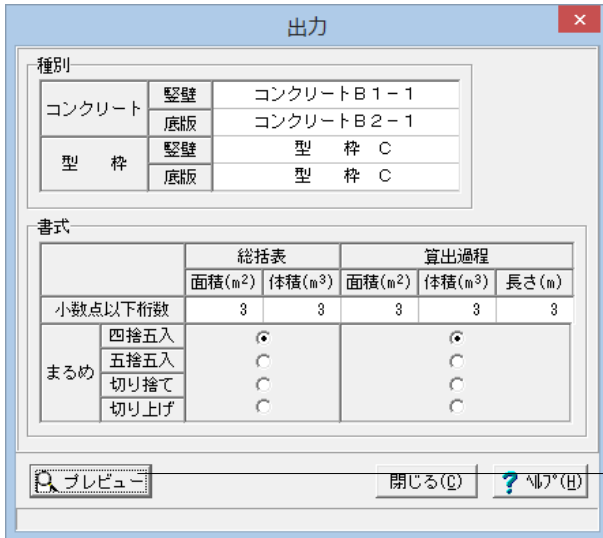 出力
種別
コンクリート 竪壁 コンクリートB1-1
底版 コンクリートB2-1
型 枠 竪壁 型 枠 C
底版 型 枠 C
書式
総括表 算出過程
面積(m²) 体積(m³) 面積(m²) 体積(m³) 長さ(m)
小数点以下桁数 3 3 3 3 3
まるめ 四捨五入
五捨五入
切り捨て
切り上げ
プレビュー 閉じる(C) ? ヘルプ(H)